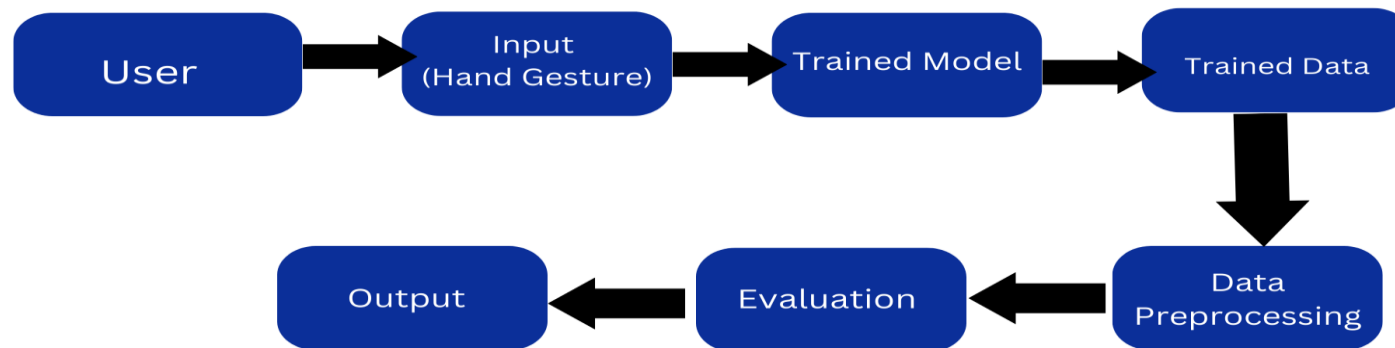 User
Input
(Hand Gesture)
Trained Model
Trained Data
Data
Preprocessing
Evaluation
Output